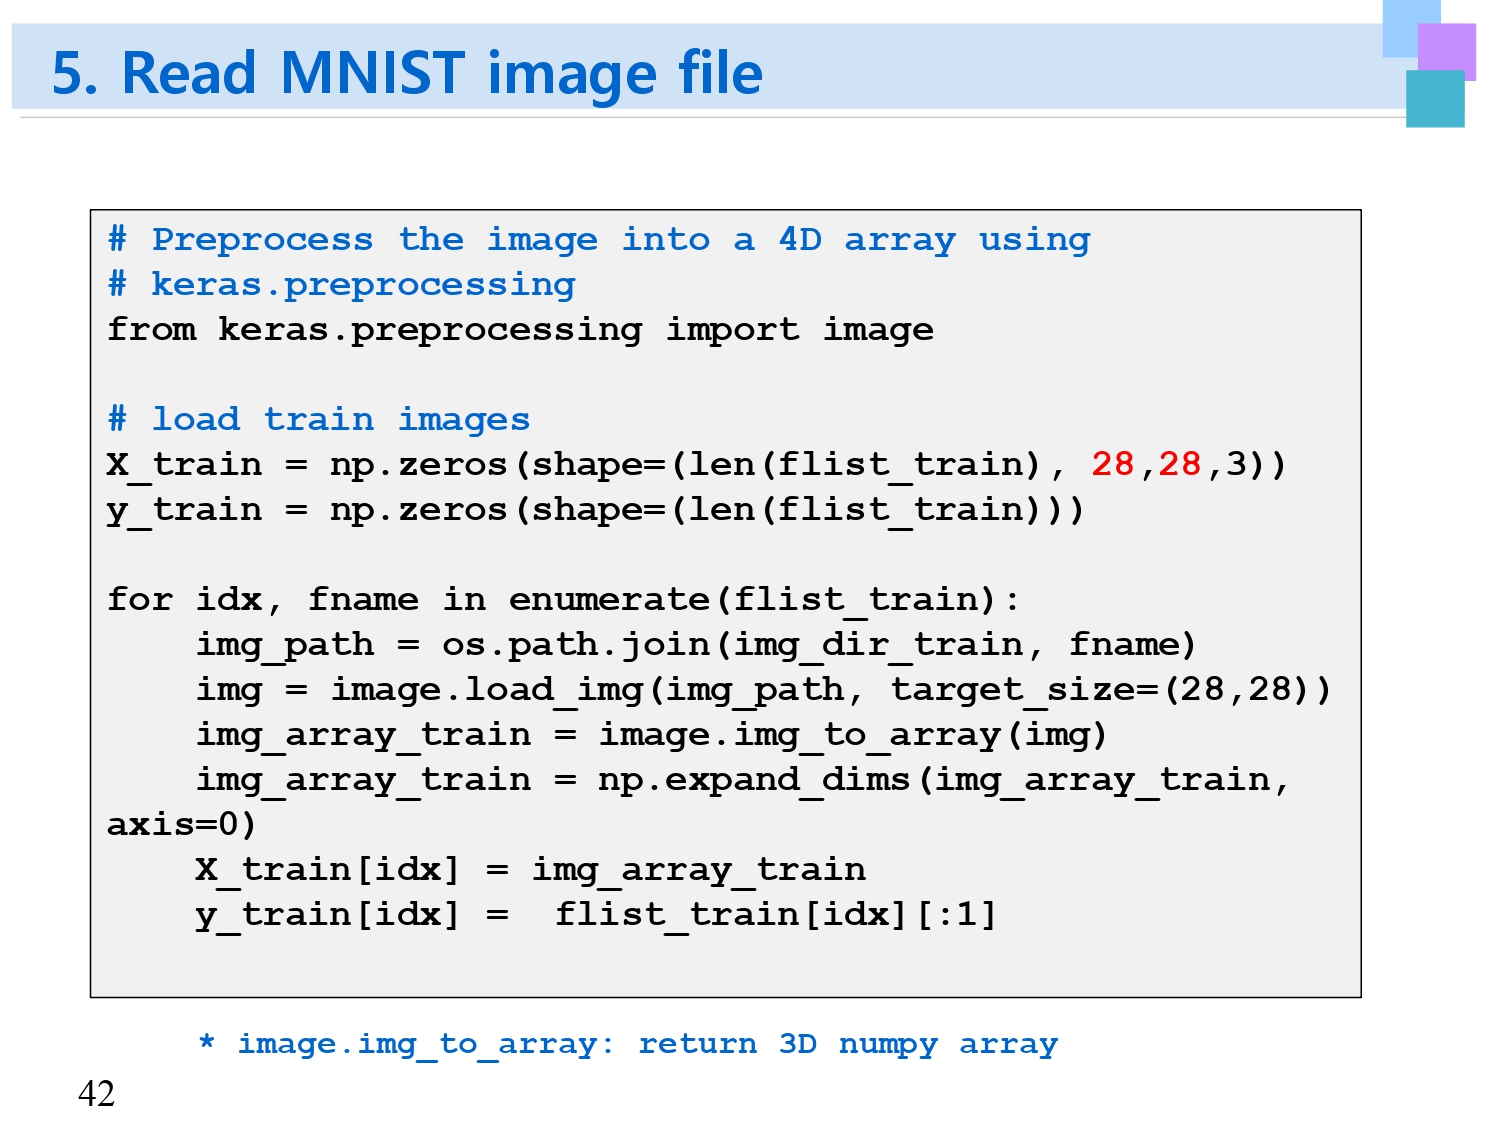 5. Read MNIST image file
# Preprocess the image into a 4D array using
# keras.preprocessing
from keras.preprocessing import image
# load train images
X_train = np.zeros(shape=(len(flist_train), 28,28,3))
y_train = np.zeros(shape=(len(flist_train)))
for idx, fname in enumerate(flist_train):
    img_path = os.path.join(img_dir_train, fname)
    img = image.load_img(img_path, target_size=(28,28))
    img_array_train = image.img_to_array(img)
    img_array_train = np.expand_dims(img_array_train,
axis=0)
    X_train[idx] = img_array_train
    y_train[idx] =  flist_train[idx][:1]
* image.img_to_array: return 3D numpy array
42